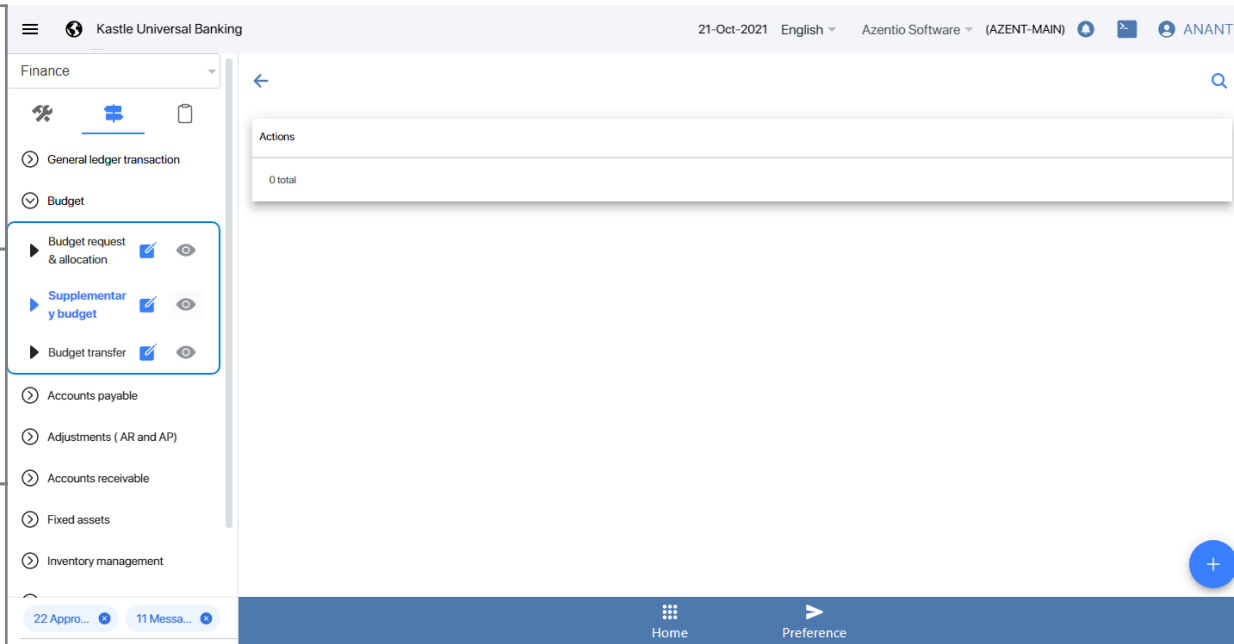 Kastle Universal Banking
21-Oct-2021 English Azentio Software (AZENT-MAIN) ANANT
Finance
General ledger transaction
Budget
Budget request
& allocation
Supplementar
y budget
Budget transfer
Accounts payable
Adjustments ( AR and AP)
Accounts receivable
Fixed assets
Inventory management
22 Appro...
11 Messa...
Actions
0 total
Home
Preference